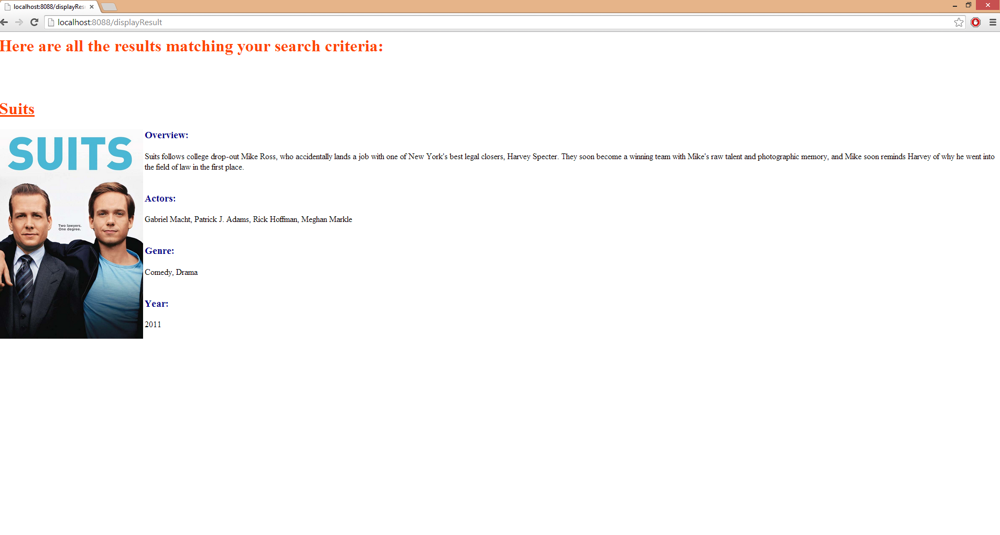 localhost:8088/displayRes
localhost:8088/displayResult
Here are all the results matching your search criteria:
Suits
SUITS
Two lawyers.
One degree.
Overview:
Suits follows college drop-out Mike Ross, who accidentally lands a job with one of New York's best legal closers, Harvey Specter. They soon become a winning team with Mike's raw talent and photographic memory, and Mike soon reminds Harvey of why he went into
the field of law in the first place.
Actors:
Gabriel Macht, Patrick J. Adams, Rick Hoffman, Meghan Markle
Genre:
Comedy, Drama
Year:
2011